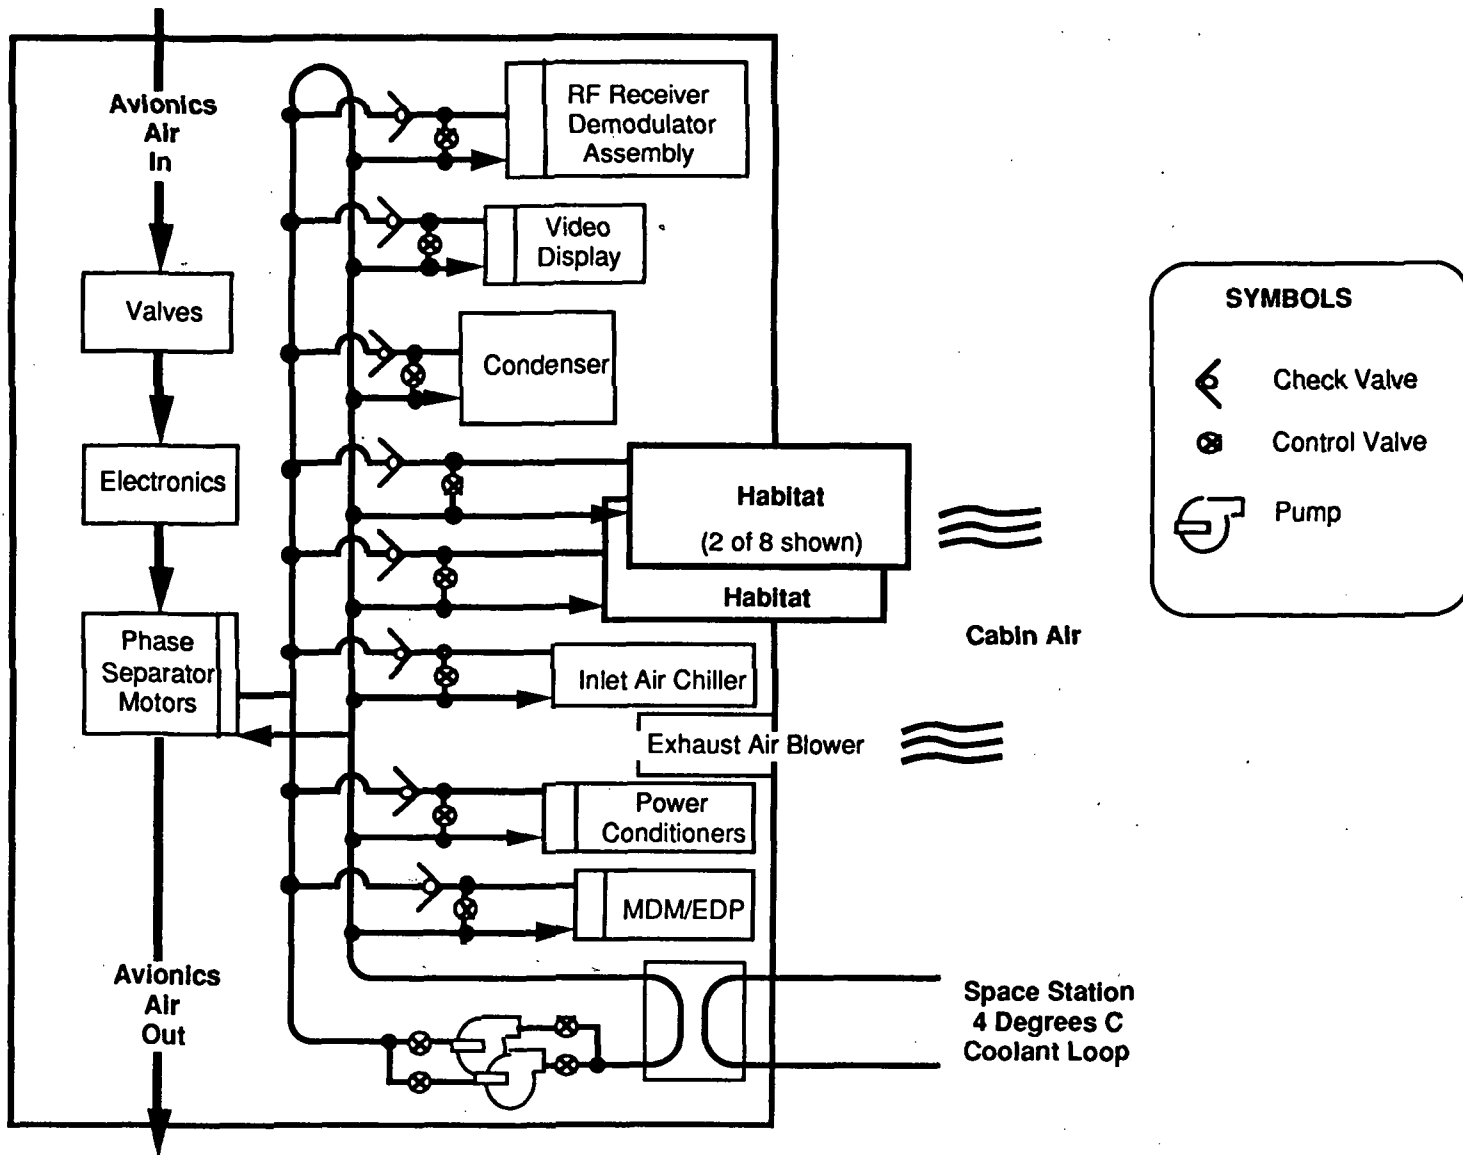 Avionics
Air
In
Valves
Electronics
Phase
Separator
Motors
Avionics
Air
Out
RF Receiver
Demodulator
Assembly
Video
Display
Condenser
Habitat
(2 of 8 shown)
Habitat
Inlet Air Chiller
Exhaust Air Blower
Power
Conditioners
MDM/EDP
Cabin Air
Space Station
4 Degrees C
Coolant Loop
SYMBOLS
Check Valve
Control Valve
Pump